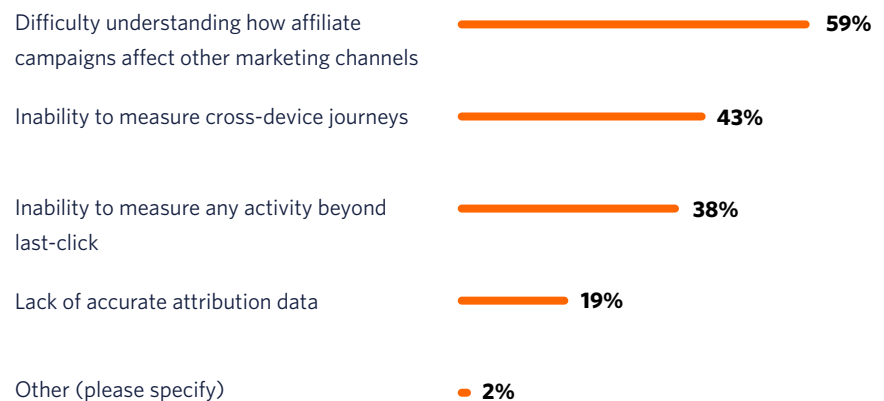 Difficulty understanding how affiliate
campaigns affect other marketing channels
59%
Inability to measure cross-device journeys
43%
Inability to measure any activity beyond
last-click
38%
Lack of accurate attribution data
19%
Other (please specify)
2%